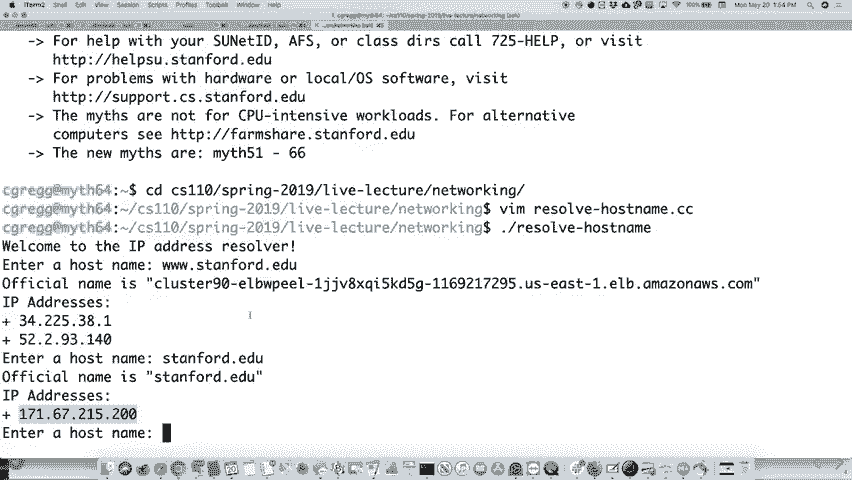 iTerm2 Shell Edit View Session Scripts Profiles Toolbelt Window Help
100%
Mon May 20 1:54 PM
-> For help with your SUNetID, AFS, or class dirs call 725-HELP, or visit
http://helpsu.stanford.edu
-> For problems with hardware or local/OS software, visit
http://support.cs.stanford.edu
-> The myths are not for CPU-intensive workloads. For alternative
computers see http://farmshare.stanford.edu
-> The new myths are: myth51 - 66
cgregg@myth64:~$ cd cs110/spring-2019/live-lecture/networking/
cgregg@myth64:~/cs110/spring-2019/live-lecture/networking$ vim resolve-hostname.cc
cgregg@myth64:~/cs110/spring-2019/live-lecture/networking$ ./resolve-hostname
Welcome to the IP address resolver!
Enter a host name: www.stanford.edu
Official name is "cluster90-elbwpeel-1jjv8xqi5kd5g-1169217295.us-east-1.elb.amazonaws.com"
IP Addresses:
+ 34.225.38.1
+ 52.2.93.140
Enter a host name: stanford.edu
Official name is "stanford.edu"
IP Addresses:
+ 171.67.215.200
Enter a host name: